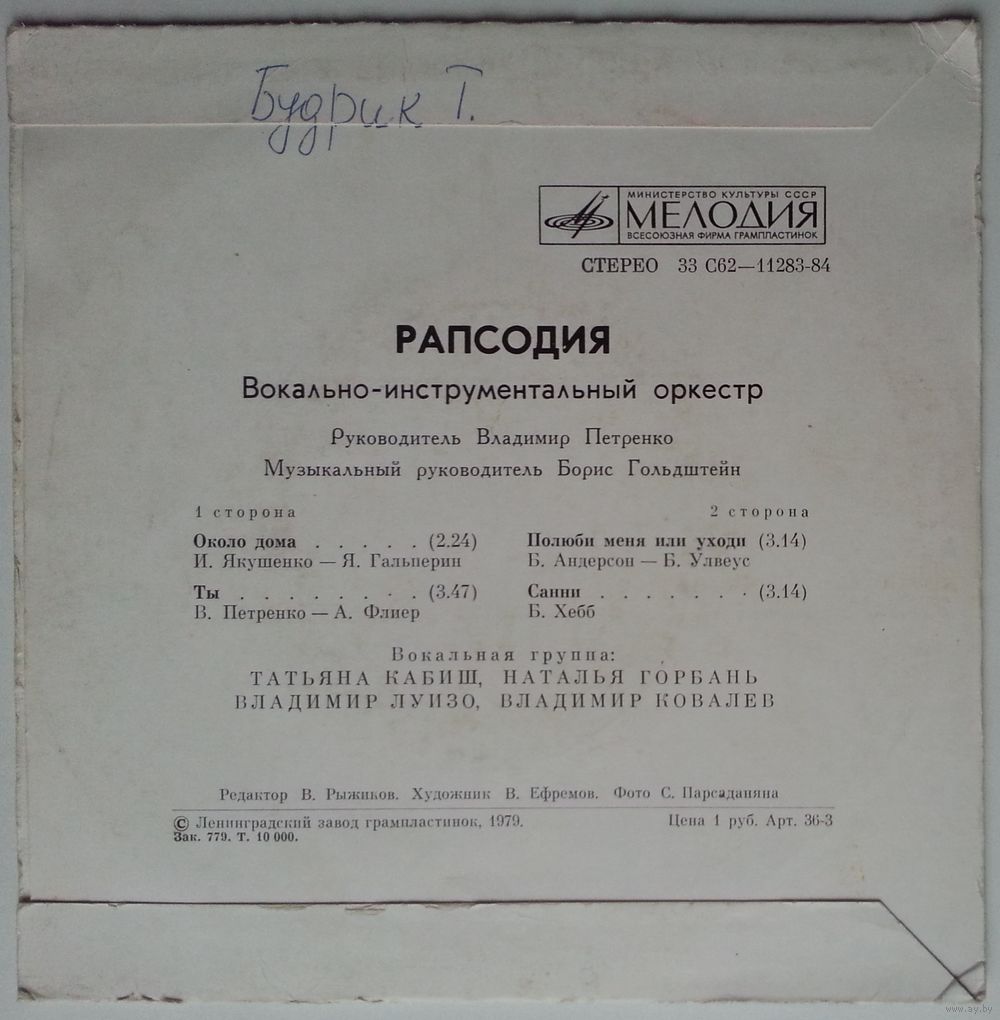 Будрик Т.
МИНИСТЕРСТВО КУЛЬТУРЫ СССР
МЕЛОДИЯ
ВСЕСОЮЗНАЯ ФИРМА ГРАМПЛАСТИНОК
СТЕРЕО 33 С62—11283-84
РАПСОДИЯ
Вокально-инструментальный оркестр
Руководитель Владимир Петренко
Музыкальный руководитель Борис Гольдштейн
1 сторона
Около дома . . . . . (2.24)
И. Якушенко — Я. Гальперин
Ты . . . . . . . . . (3.47)
В. Петренко — А. Флиер
2 сторона
Полюби меня или уходи (3.14)
Б. Андерсон — Б. Улвеус
Санни . . . . . . . (3.14)
Б. Хебб
Вокальная группа:
ТАТЬЯНА КАБИШ, НАТАЛЬЯ ГОРБАНЬ
ВЛАДИМИР ЛУИЗО, ВЛАДИМИР КОВАЛЕВ
Редактор В. Рыжиков. Художник В. Ефремов. Фото С. Парсаданяна
© Ленинградский завод грампластинок, 1979. Цена 1 руб. Арт. 36-3
Зак. 779. Т. 10 000.
www.ay.by